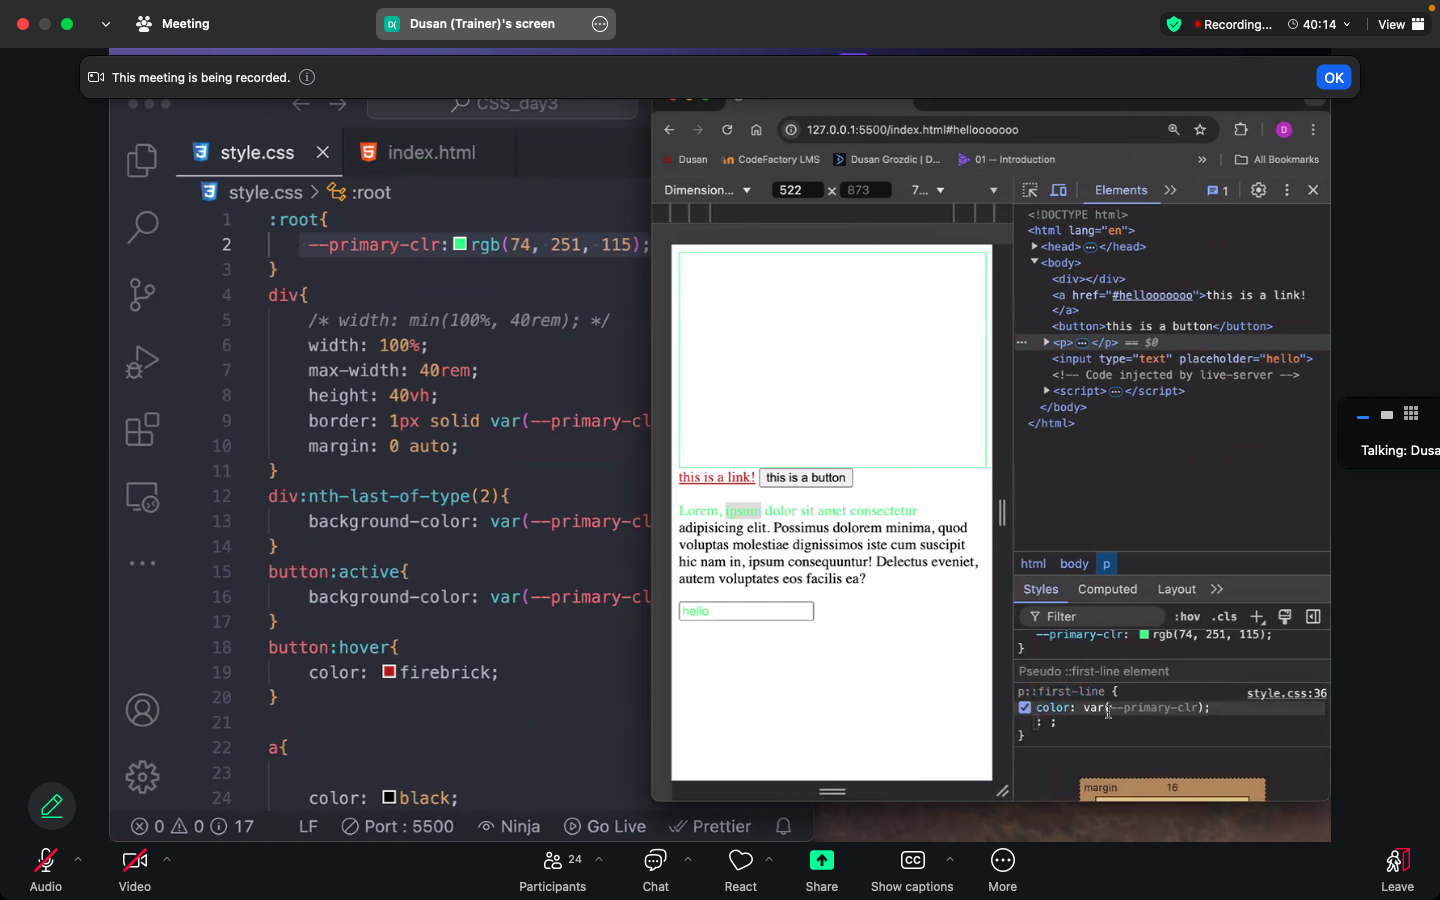 Meeting
Dusan (Trainer)'s screen
Recording...
40:14
View
This meeting is being recorded.
OK
CSS_day3
style.css
index.html
style.css > :root
1 :root{
2 --primary-clr: rgb(74, 251, 115);
3 }
4 div{
5 /* width: min(100%, 40rem); */
6 width: 100%;
7 max-width: 40rem;
8 height: 40vh;
9 border: 1px solid var(--primary-cl
10 margin: 0 auto;
11 }
12 div:nth-last-of-type(2){
13 background-color: var(--primary-cl
14 }
15 button:active{
16 background-color: var(--primary-cl
17 }
18 button:hover{
19 color: firebrick;
20 }
21
22 a{
23
24 color: black;
0 0 17
LF
Port : 5500
Ninja
Go Live
Prettier
127.0.0.1:5500/index.html#hellooooooo
D
Dusan
CodeFactory LMS
Dusan Grozdic | D...
01 — Introduction
»
All Bookmarks
Dimension...
522 x 873
7...
Elements
»
1
this is a link!
this is a button
Lorem, ipsum dolor sit amet consectetur
adipisicing elit. Possimus dolorem minima, quod
voluptas molestiae dignissimos iste cum suscipit
hic nam in, ipsum consequuntur! Delectus eveniet,
autem voluptates eos facilis ea?
hello
<!DOCTYPE html>
<html lang="en">
<head>…</head>
<body>
<div></div>
<a href="#hellooooooo">this is a link!
</a>
<button>this is a button</button>
<p>…</p> == $0
<input type="text" placeholder="hello">
<!-- Code injected by live-server -->
<script>…</script>
</body>
</html>
html body p
Styles
Computed
Layout
»
Filter
:hov .cls
--primary-clr: rgb(74, 251, 115);
}
Pseudo ::first-line element
p::first-line {
style.css:36
color: var(--primary-clr);
: ;
}
margin 16
Talking: Dusa
Audio
Video
24
Participants
Chat
React
Share
CC
Show captions
More
Leave